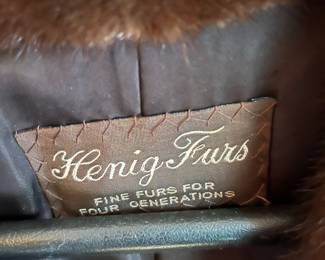 Henig Furs
FINE FURS FOR
FOUR GENERATIONS